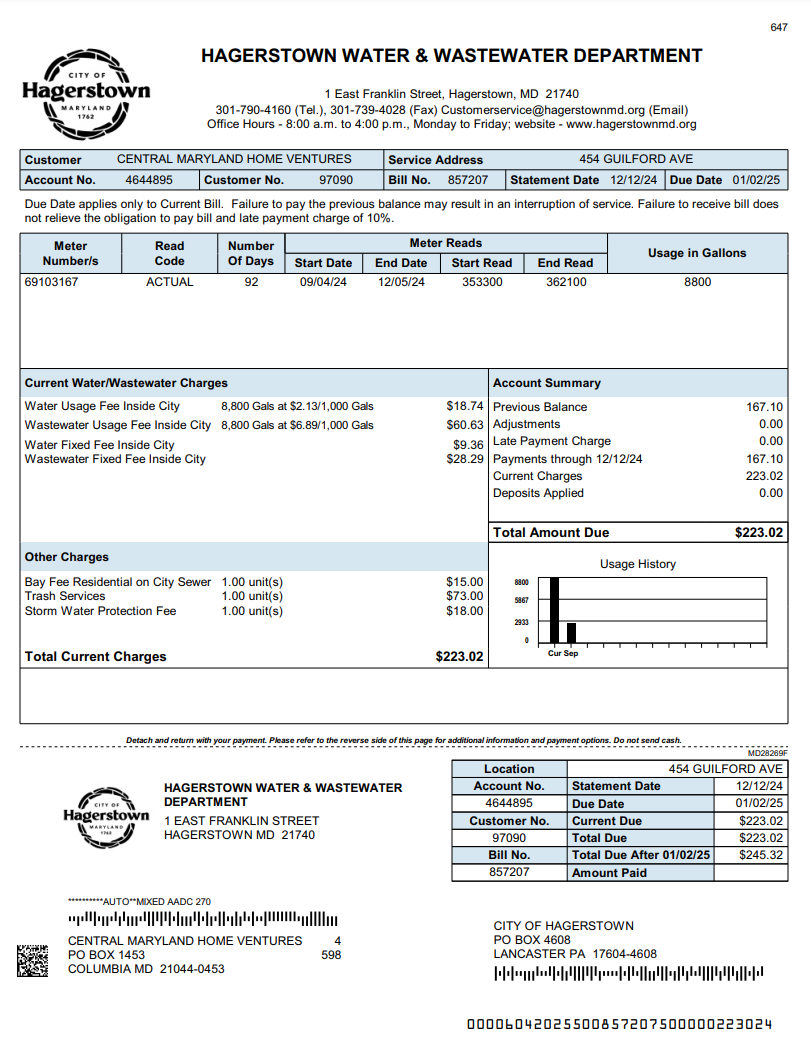 647
CITY OF
Hagerstown
MARYLAND
1762
HAGERSTOWN WATER & WASTEWATER DEPARTMENT
1 East Franklin Street, Hagerstown, MD 21740
301-790-4160 (Tel.), 301-739-4028 (Fax) Customerservice@hagerstownmd.org (Email)
Office Hours - 8:00 a.m. to 4:00 p.m., Monday to Friday; website - www.hagerstownmd.org
Customer CENTRAL MARYLAND HOME VENTURES Service Address 454 GUILFORD AVE
Account No. 4644895 Customer No. 97090 Bill No. 857207 Statement Date 12/12/24 Due Date 01/02/25
Due Date applies only to Current Bill. Failure to pay the previous balance may result in an interruption of service. Failure to receive bill does
not relieve the obligation to pay bill and late payment charge of 10%.
Meter Number/s Read Code Number Of Days Meter Reads Usage in Gallons
Start Date End Date Start Read End Read
69103167 ACTUAL 92 09/04/24 12/05/24 353300 362100 8800
Current Water/Wastewater Charges
Water Usage Fee Inside City 8,800 Gals at $2.13/1,000 Gals $18.74
Wastewater Usage Fee Inside City 8,800 Gals at $6.89/1,000 Gals $60.63
Water Fixed Fee Inside City $9.36
Wastewater Fixed Fee Inside City $28.29
Account Summary
Previous Balance 167.10
Adjustments 0.00
Late Payment Charge 0.00
Payments through 12/12/24 167.10
Current Charges 223.02
Deposits Applied 0.00
Total Amount Due $223.02
Other Charges
Bay Fee Residential on City Sewer 1.00 unit(s) $15.00
Trash Services 1.00 unit(s) $73.00
Storm Water Protection Fee 1.00 unit(s) $18.00
Total Current Charges $223.02
Usage History
8800
5867
2933
0
Cur Sep
Detach and return with your payment. Please refer to the reverse side of this page for additional information and payment options. Do not send cash.
MD28269F
CITY OF
Hagerstown
MARYLAND
1762
HAGERSTOWN WATER & WASTEWATER
DEPARTMENT
1 EAST FRANKLIN STREET
HAGERSTOWN MD 21740
Location 454 GUILFORD AVE
Account No. Statement Date 12/12/24
4644895 Due Date 01/02/25
Customer No. Current Due $223.02
97090 Total Due $223.02
Bill No. Total Due After 01/02/25 $245.32
857207 Amount Paid
**********AUTO**MIXED AADC 270
CENTRAL MARYLAND HOME VENTURES 4
PO BOX 1453 598
COLUMBIA MD 21044-0453
CITY OF HAGERSTOWN
PO BOX 4608
LANCASTER PA 17604-4608
00006042025500857207500000223024